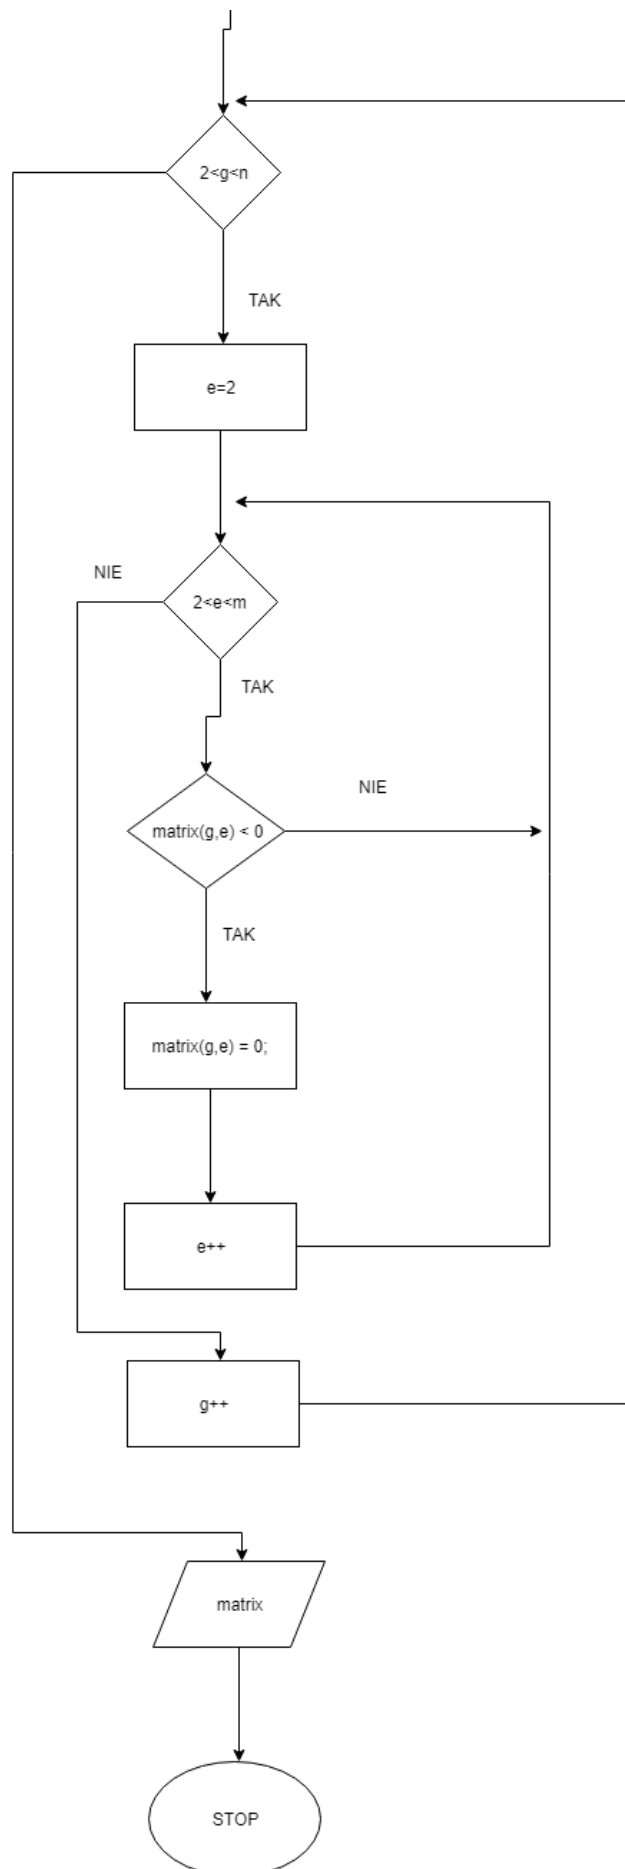 2<g<n
TAK
e=2
NIE
2<e<m
TAK
NIE
matrix(g,e) < 0
TAK
matrix(g,e) = 0;
e++
g++
matrix
STOP